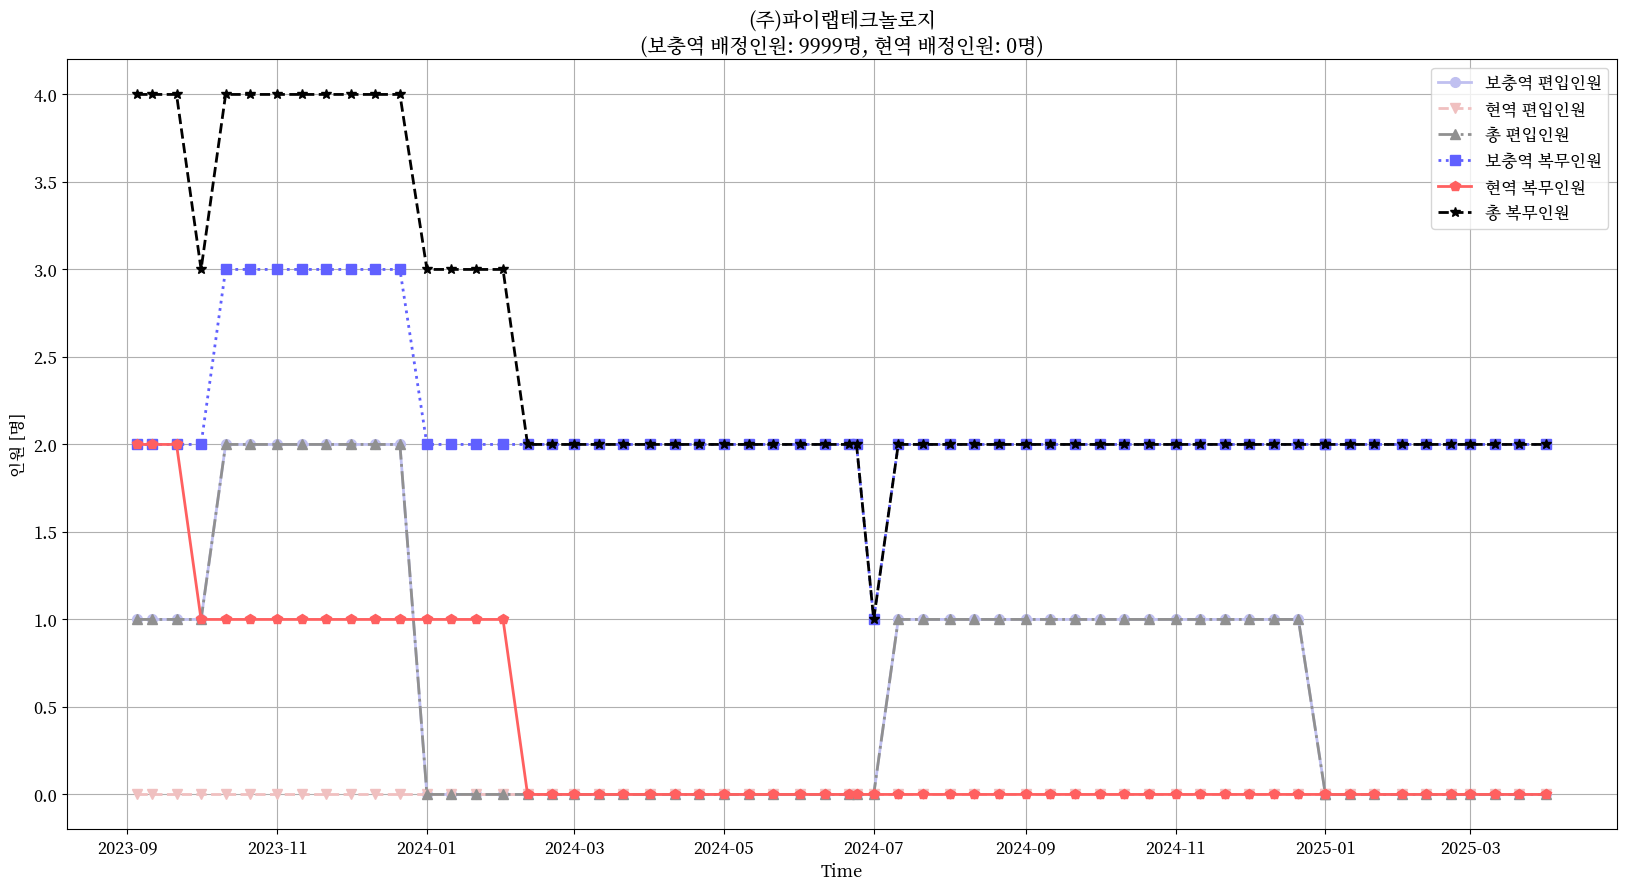 (주)파이랩테크놀로지
(보충역 배정인원: 9999명, 현역 배정인원: 0명)
보충역 편입인원
현역 편입인원
총 편입인원
보충역 복무인원
현역 복무인원
총 복무인원
인원 [명]
4.0
3.5
3.0
2.5
2.0
1.5
1.0
0.5
0.0
2023-09
2023-11
2024-01
2024-03
2024-05
2024-07
2024-09
2024-11
2025-01
2025-03
Time